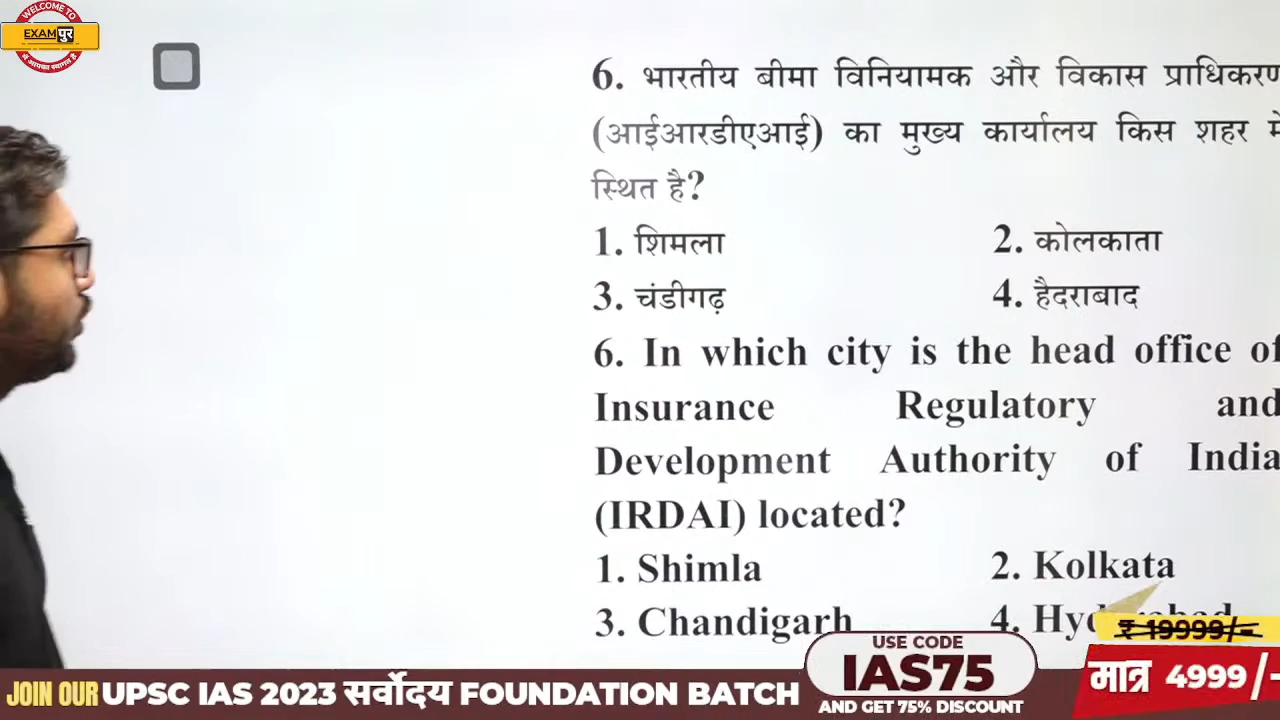 WELCOME TO
EXAMपुर
में आपका स्वागत है
6. भारतीय बीमा विनियामक और विकास प्राधिकरण
(आईआरडीएआई) का मुख्य कार्यालय किस शहर में
स्थित है?
1. शिमला 2. कोलकाता
3. चंडीगढ़ 4. हैदराबाद
6. In which city is the head office of
Insurance Regulatory and
Development Authority of India
(IRDAI) located?
1. Shimla 2. Kolkata
3. Chandigarh 4. Hyderabad
₹ 19999/-
USE CODE
IAS75
AND GET 75% DISCOUNT
मात्र 4999/-
JOIN OUR UPSC IAS 2023 सर्वोदय FOUNDATION BATCH